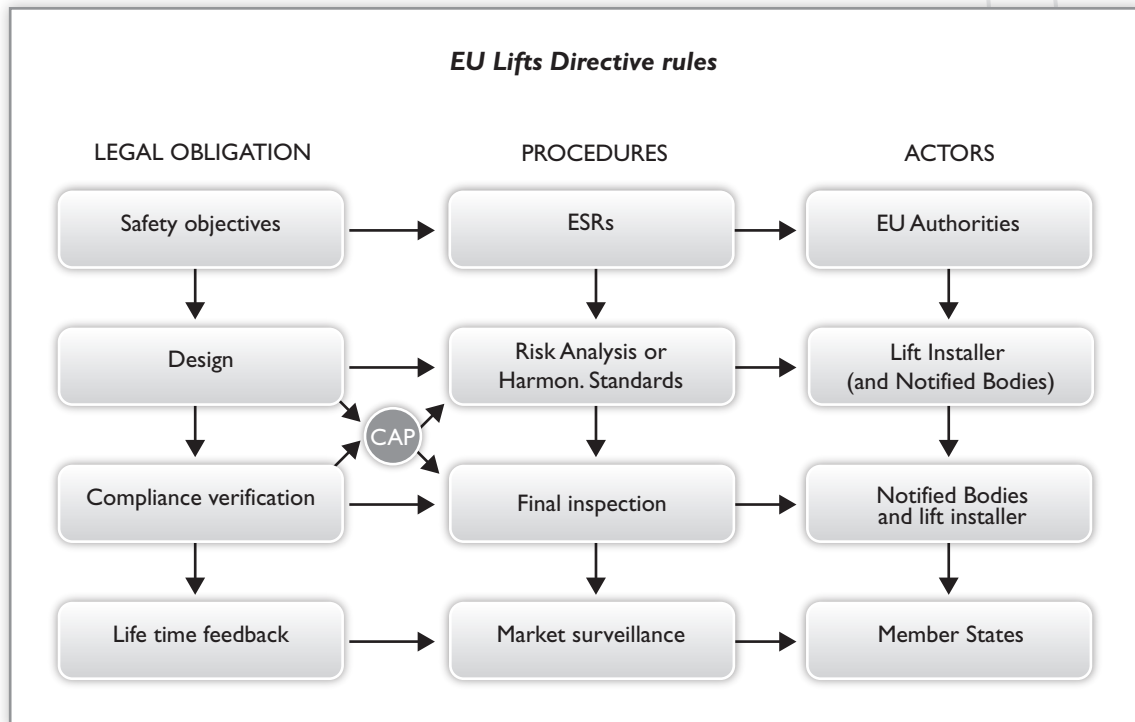 EU Lifts Directive rules
LEGAL OBLIGATION
PROCEDURES
ACTORS
Safety objectives
ESRs
EU Authorities
Design
Risk Analysis or
Harmon. Standards
Lift Installer
(and Notified Bodies)
CAP
Compliance verification
Final inspection
Notified Bodies
and lift installer
Life time feedback
Market surveillance
Member States